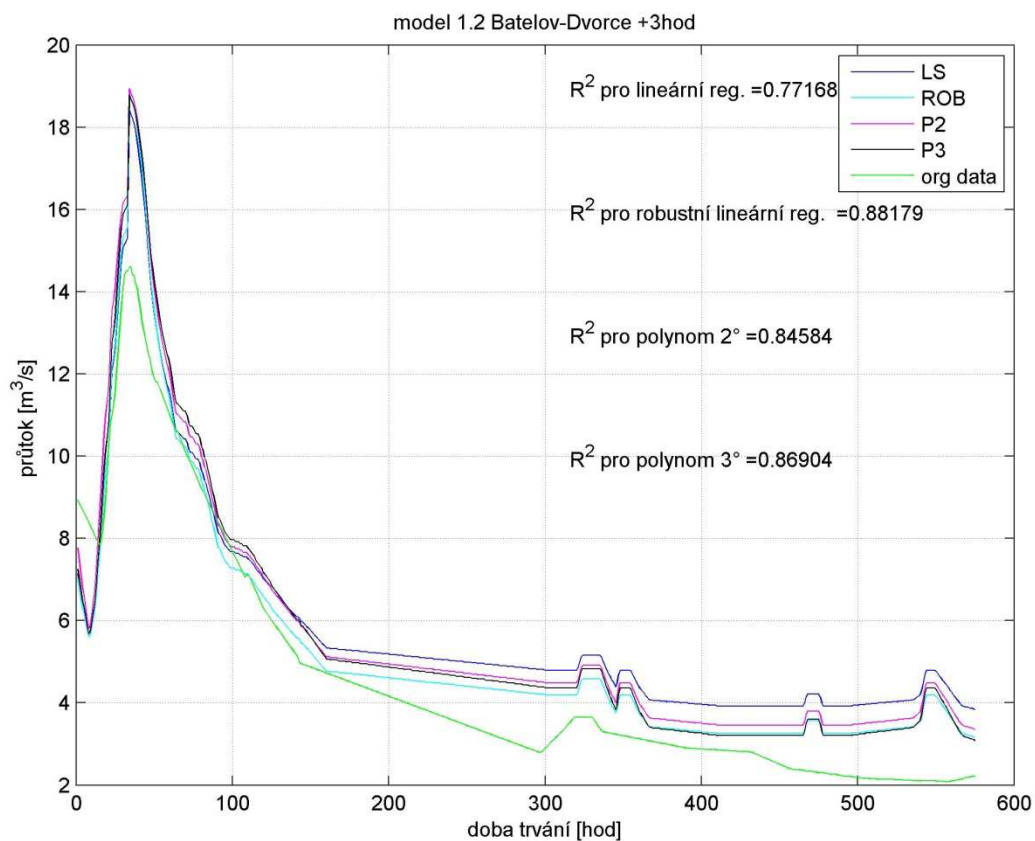 model 1.2 Batelov-Dvorce +3hod
20
18
16
14
12
10
8
6
4
2
průtok [m³/s]
R² pro lineární reg. =0.77168
R² pro robustní lineární reg. =0.88179
R² pro polynom 2° =0.84584
R² pro polynom 3° =0.86904
LS
ROB
P2
P3
org data
0 100 200 300 400 500 600
doba trvání [hod]